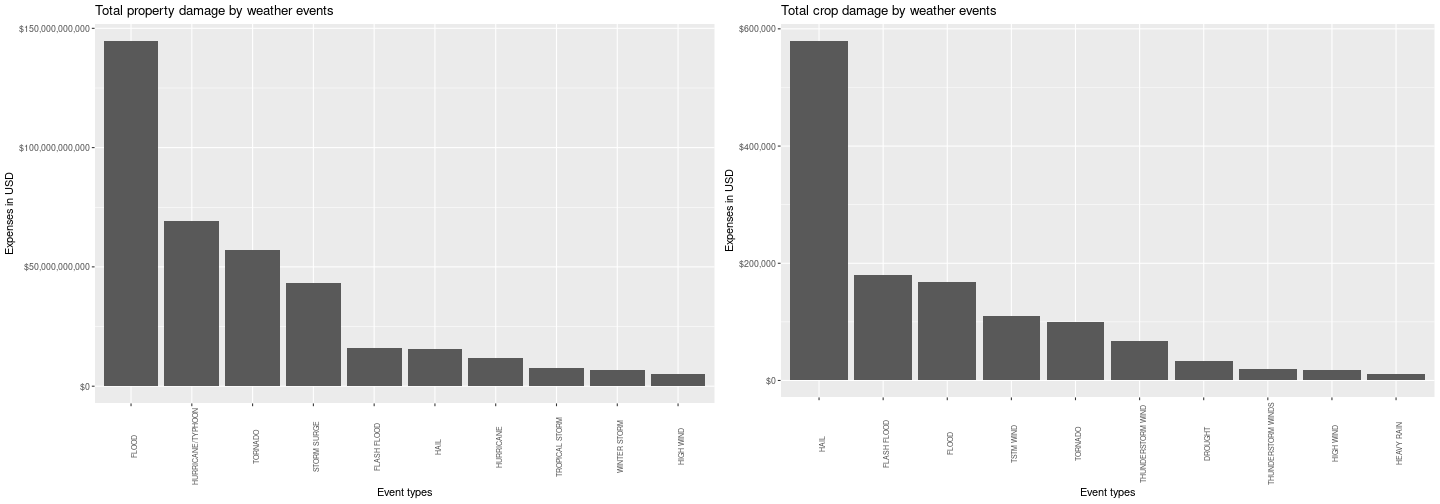 Total property damage by weather events
$150,000,000,000
$100,000,000,000
$50,000,000,000
$0
Expenses in USD
FLOOD
HURRICANE/TYPHOON
TORNADO
STORM SURGE
FLASH FLOOD
HAIL
HURRICANE
TROPICAL STORM
WINTER STORM
HIGH WIND
Event types
Total crop damage by weather events
$600,000
$400,000
$200,000
$0
Expenses in USD
HAIL
FLASH FLOOD
FLOOD
TSTM WIND
TORNADO
THUNDERSTORM WIND
DROUGHT
THUNDERSTORM WINDS
HIGH WIND
HEAVY RAIN
Event types